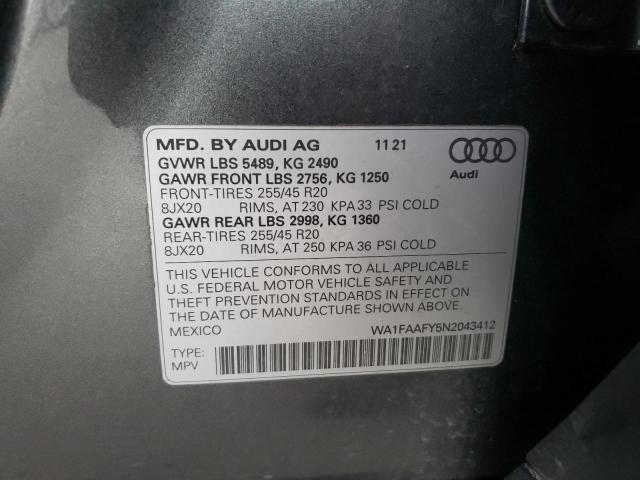 MFD. BY AUDI AG 11 21
GVWR LBS 5489, KG 2490
GAWR FRONT LBS 2756, KG 1250
FRONT-TIRES 255/45 R20
8JX20 RIMS, AT 230 KPA 33 PSI COLD
GAWR REAR LBS 2998, KG 1360
REAR-TIRES 255/45 R20
8JX20 RIMS, AT 250 KPA 36 PSI COLD
Audi
THIS VEHICLE CONFORMS TO ALL APPLICABLE
U.S. FEDERAL MOTOR VEHICLE SAFETY AND
THEFT PREVENTION STANDARDS IN EFFECT ON
THE DATE OF MANUFACTURE SHOWN ABOVE.
MEXICO WA1FAAFY5N2043412
TYPE:
MPV